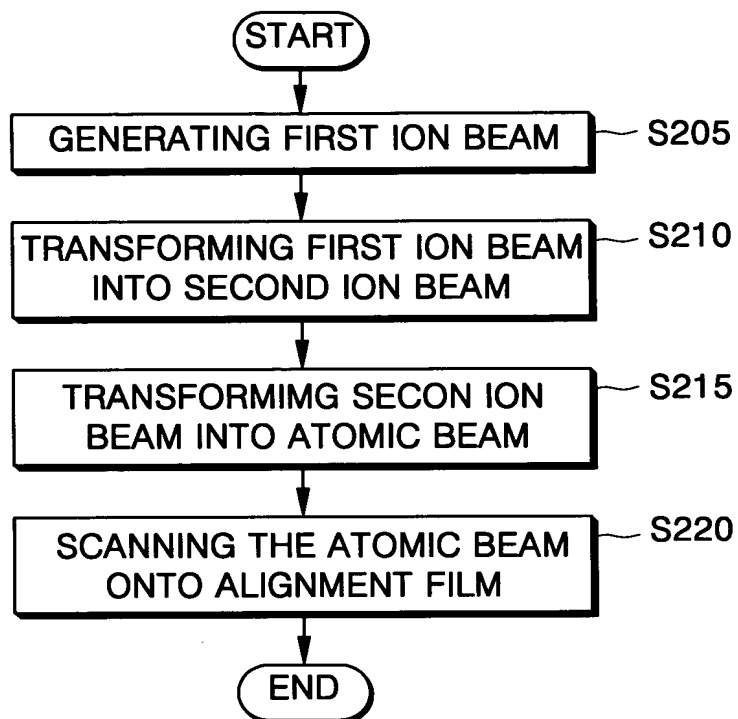 START
GENERATING FIRST ION BEAM
S205
TRANSFORMING FIRST ION BEAM
INTO SECOND ION BEAM
S210
TRANSFORMIMG SECON ION
BEAM INTO ATOMIC BEAM
S215
SCANNING THE ATOMIC BEAM
ONTO ALIGNMENT FILM
S220
END